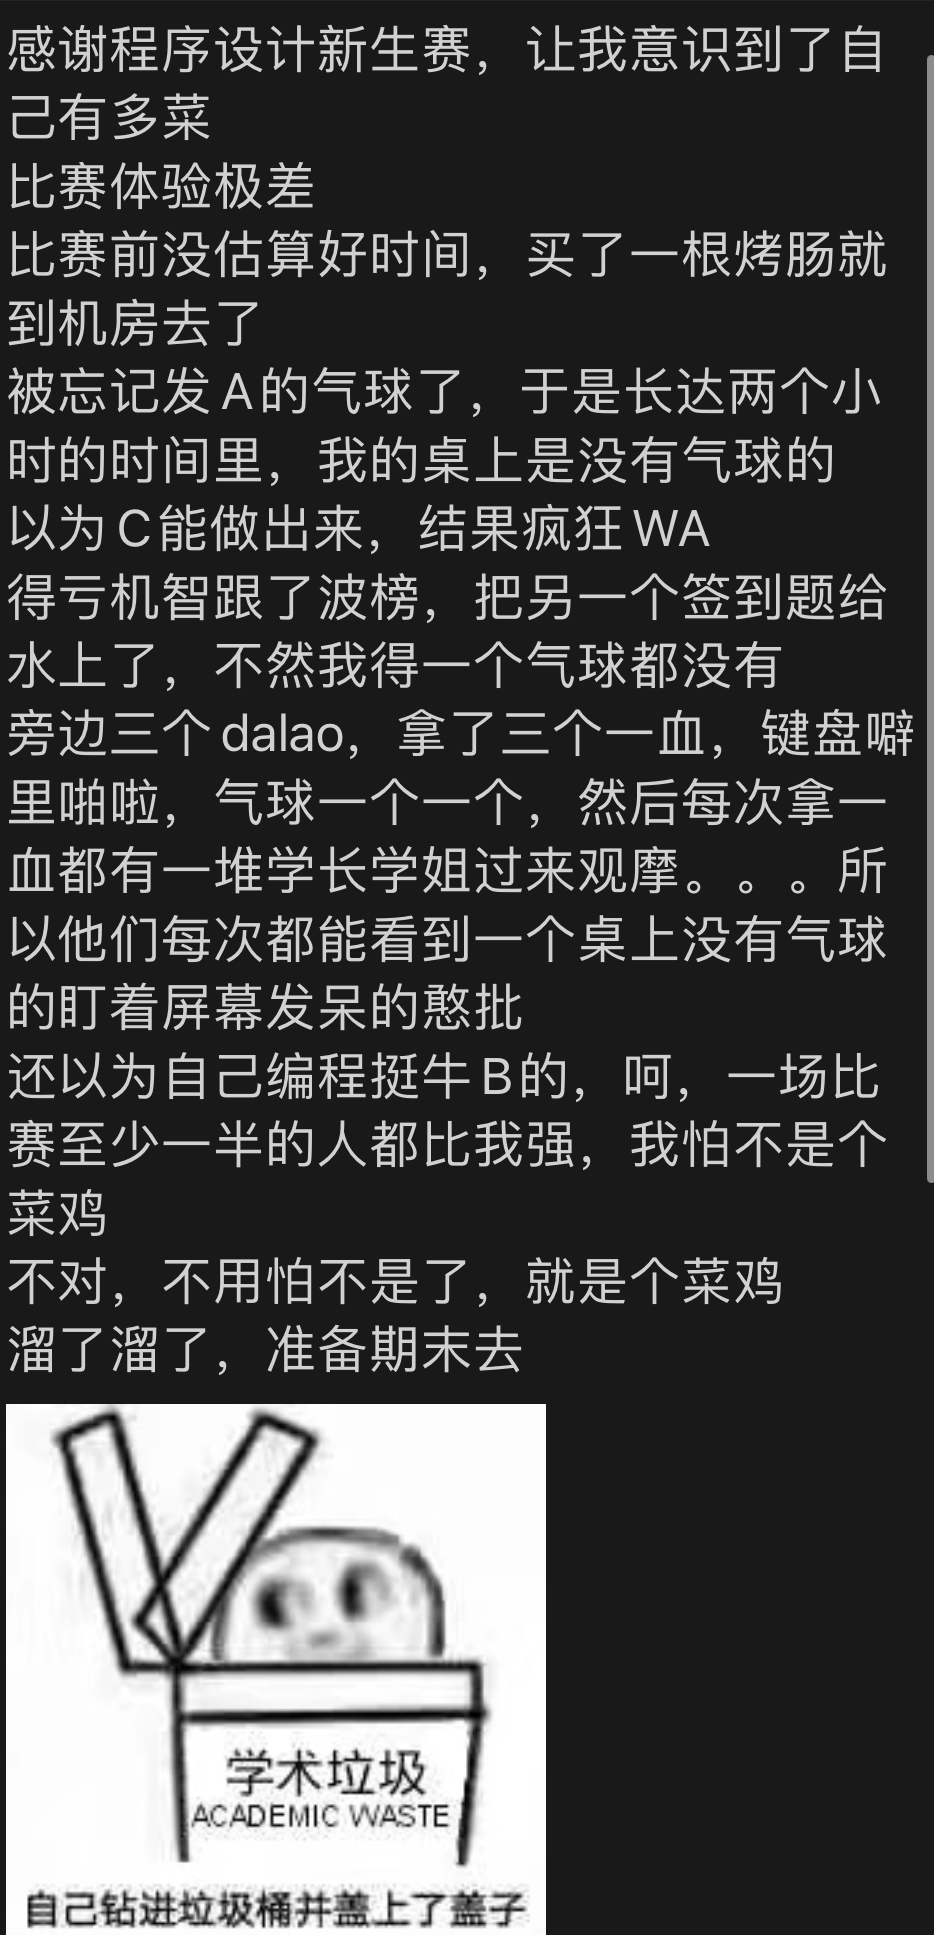 感谢程序设计新生赛，让我意识到了自
己有多菜
比赛体验极差
比赛前没估算好时间，买了一根烤肠就
到机房去了
被忘记发A的气球了，于是长达两个小
时的时间里，我的桌上是没有气球的
以为C能做出来，结果疯狂WA
得亏机智跟了波榜，把另一个签到题给
水上了，不然我得一个气球都没有
旁边三个dalao，拿了三个一血，键盘噼
里啪啦，气球一个一个，然后每次拿一
血都有一堆学长学姐过来观摩。。。所
以他们每次都能看到一个桌上没有气球
的盯着屏幕发呆的憨批
还以为自己编程挺牛B的，呵，一场比
赛至少一半的人都比我强，我怕不是个
菜鸡
不对，不用怕不是了，就是个菜鸡
溜了溜了，准备期末去
学术垃圾
ACADEMIC WASTE
自己钻进垃圾桶并盖上了盖子